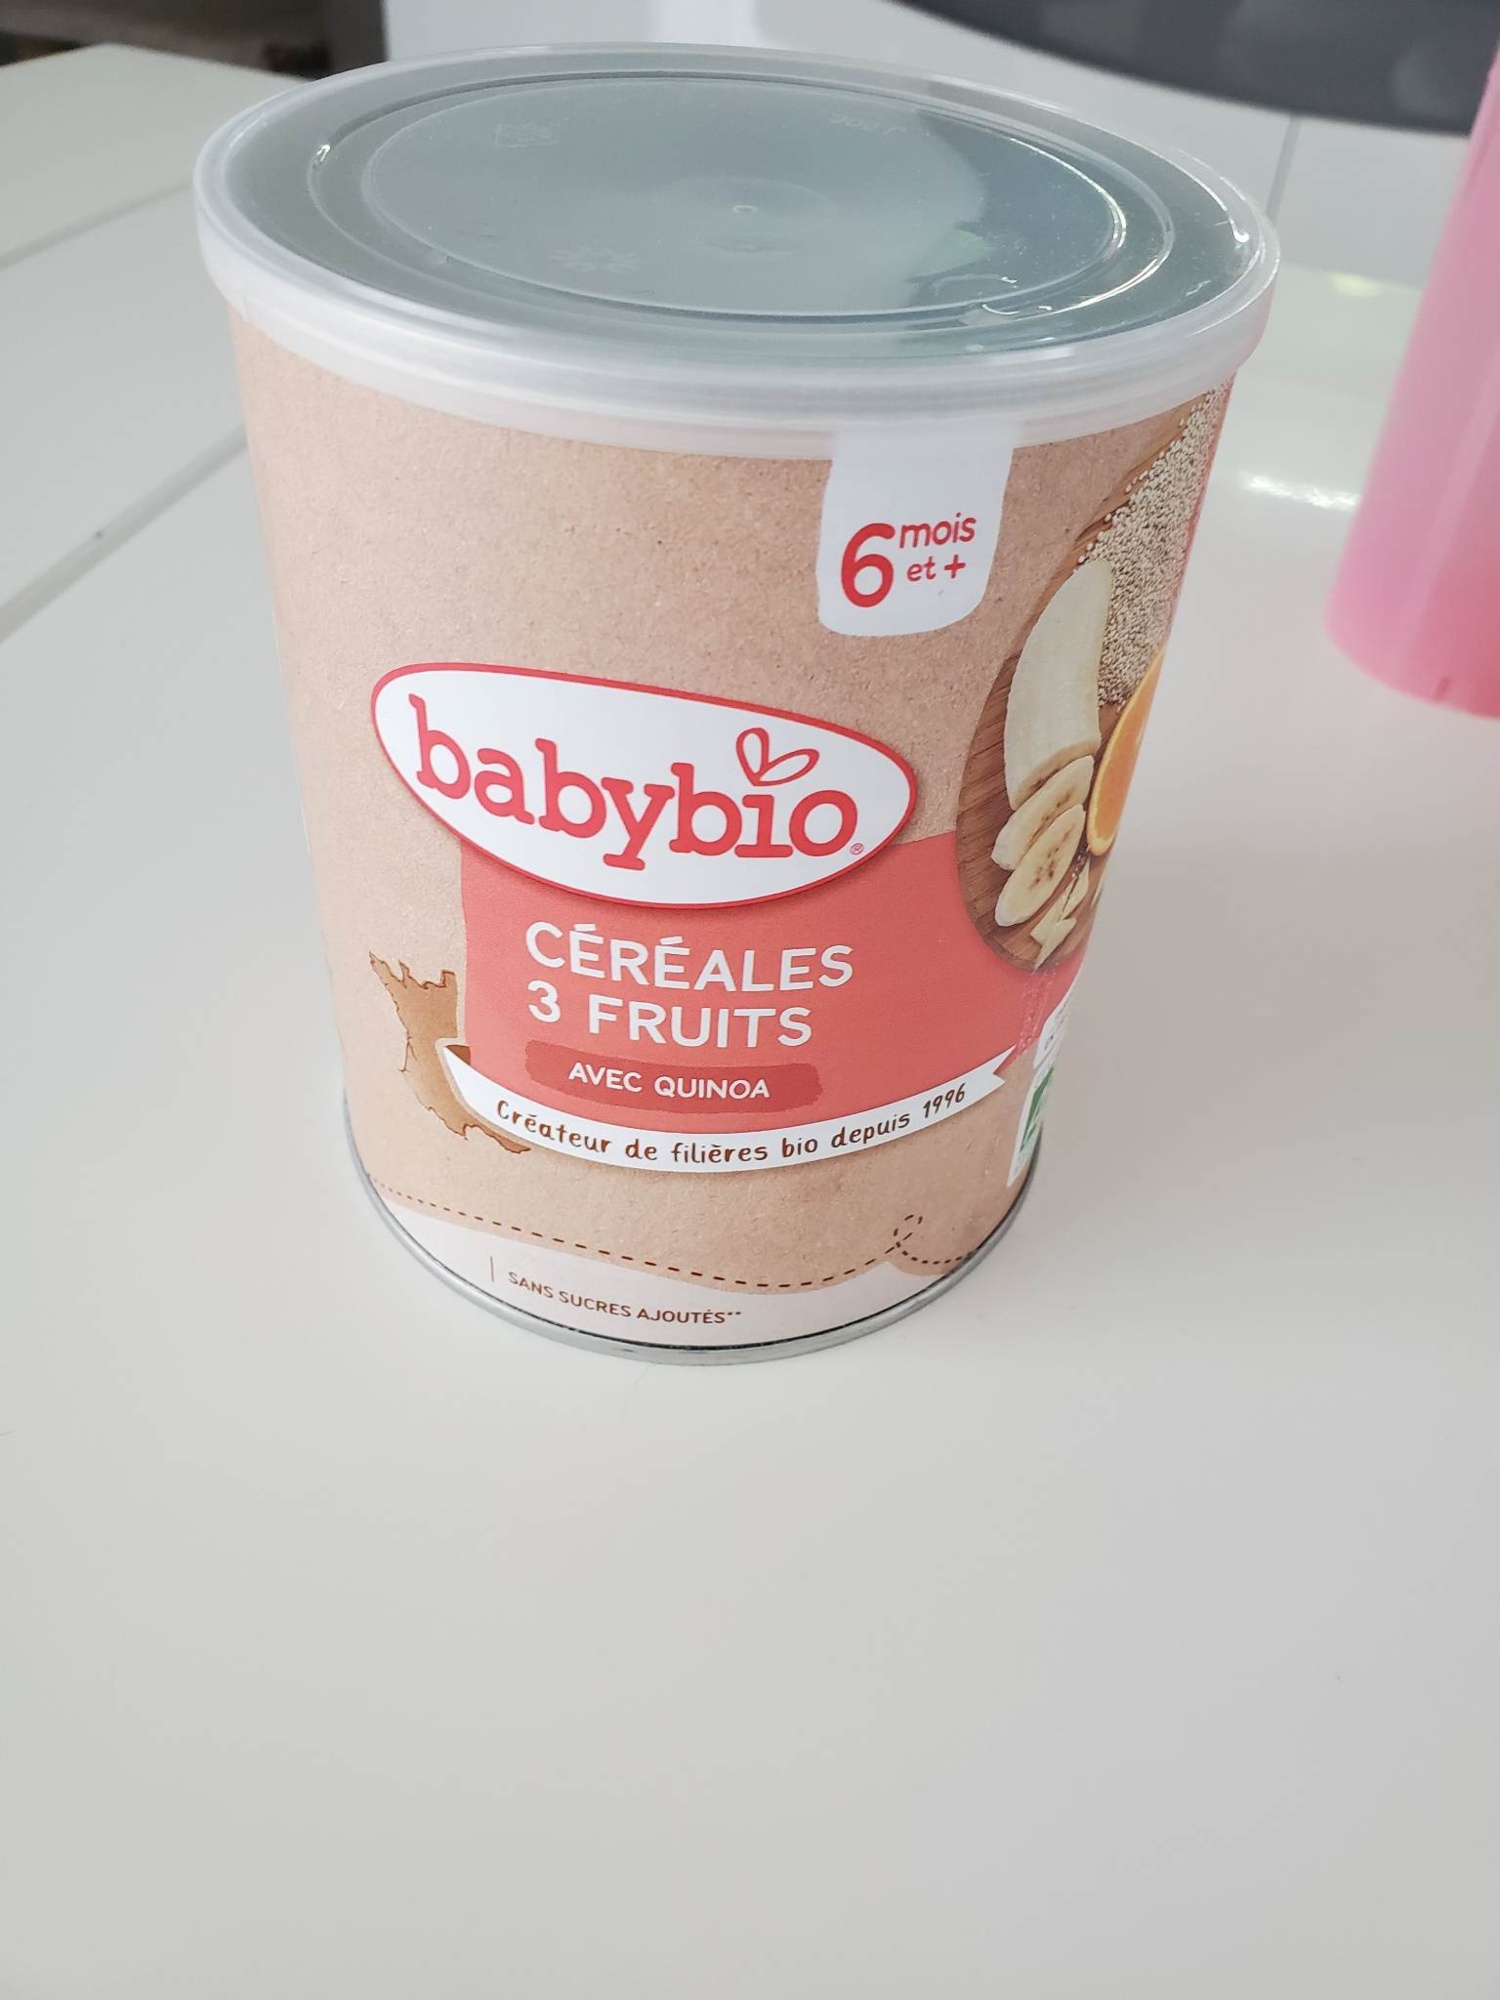 6 mois
et +
babybio®
CÉRÉALES
3 FRUITS
AVEC QUINOA
Créateur de filières bio depuis 1996
SANS SUCRES AJOUTÉS**